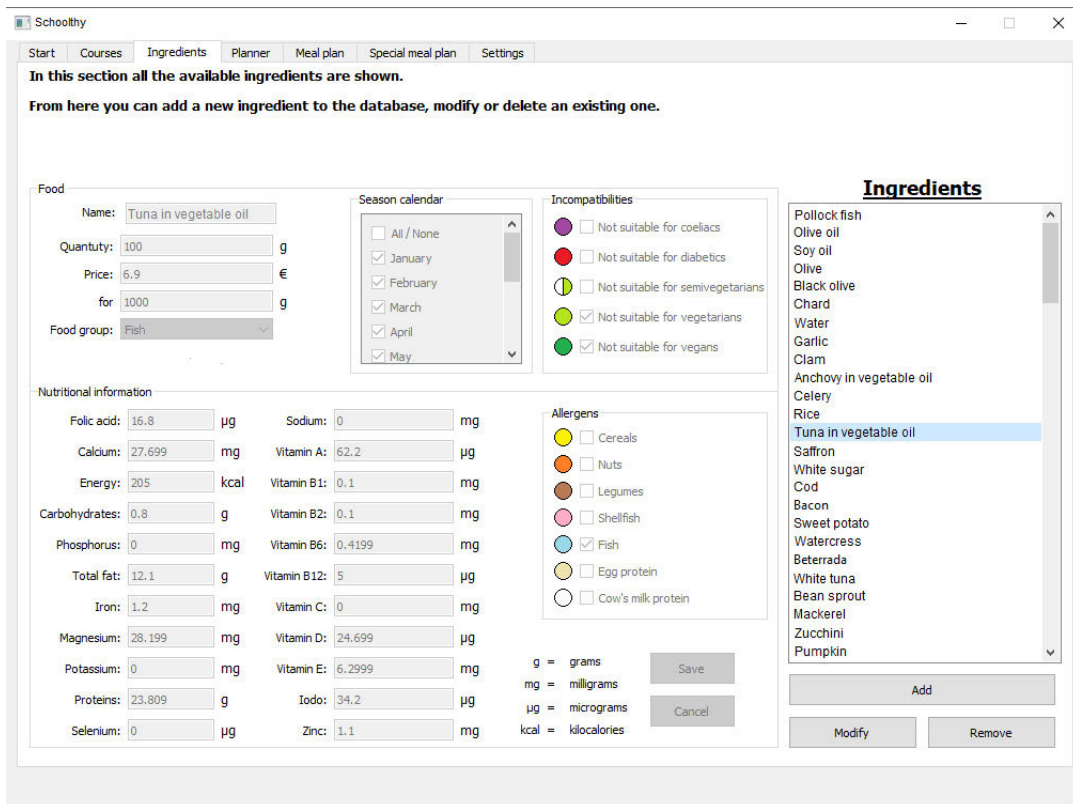 Schoolthy
Start Courses Ingredients Planner Meal plan Special meal plan Settings
In this section all the available ingredients are shown.
From here you can add a new ingredient to the database, modify or delete an existing one.
Food
Name: Tuna in vegetable oil
Quantuty: 100 g
Price: 6.9 €
for 1000 g
Food group: Fish
Season calendar
All / None
January
February
March
April
May
Incompatibilities
Not suitable for coeliacs
Not suitable for diabetics
Not suitable for semivegetarians
Not suitable for vegetarians
Not suitable for vegans
Nutritional information
Folic acid: 16.8 µg
Calcium: 27.699 mg
Energy: 205 kcal
Carbohydrates: 0.8 g
Phosphorus: 0 mg
Total fat: 12.1 g
Iron: 1.2 mg
Magnesium: 28.199 mg
Potassium: 0 mg
Proteins: 23.809 g
Selenium: 0 µg
Sodium: 0 mg
Vitamin A: 62.2 µg
Vitamin B1: 0.1 mg
Vitamin B2: 0.1 mg
Vitamin B6: 0.4199 mg
Vitamin B12: 5 µg
Vitamin C: 0 mg
Vitamin D: 24.699 µg
Vitamin E: 6.2999 mg
Iodo: 34.2 µg
Zinc: 1.1 mg
Allergens
Cereals
Nuts
Legumes
Shellfish
Fish
Egg protein
Cow's milk protein
g = grams
mg = milligrams
µg = micrograms
kcal = kilocalories
Save
Cancel
Ingredients
Pollock fish
Olive oil
Soy oil
Olive
Black olive
Chard
Water
Garlic
Clam
Anchovy in vegetable oil
Celery
Rice
Tuna in vegetable oil
Saffron
White sugar
Cod
Bacon
Sweet potato
Watercress
Beterrada
White tuna
Bean sprout
Mackerel
Zucchini
Pumpkin
Add
Modify Remove